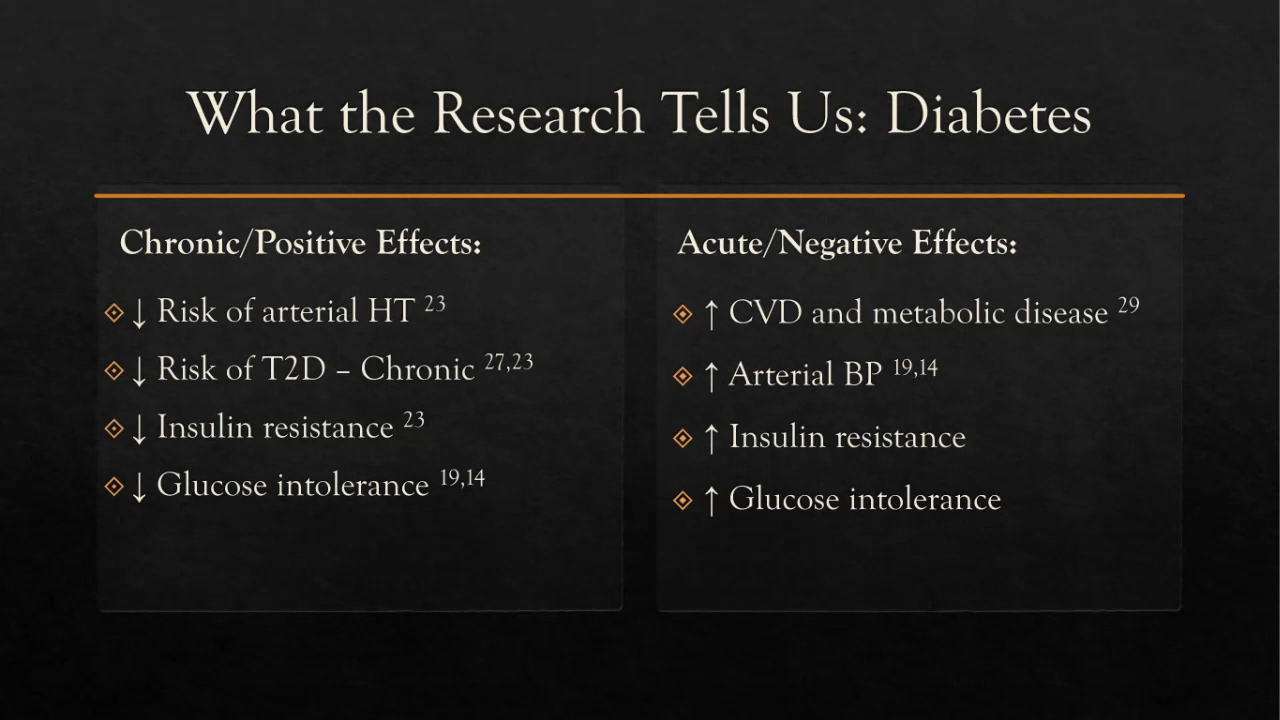 What the Research Tells Us: Diabetes
Chronic/Positive Effects:
↓ Risk of arterial HT 23
↓ Risk of T2D – Chronic 27,23
↓ Insulin resistance 23
↓ Glucose intolerance 19,14
Acute/Negative Effects:
↑ CVD and metabolic disease 29
↑ Arterial BP 19,14
↑ Insulin resistance
↑ Glucose intolerance